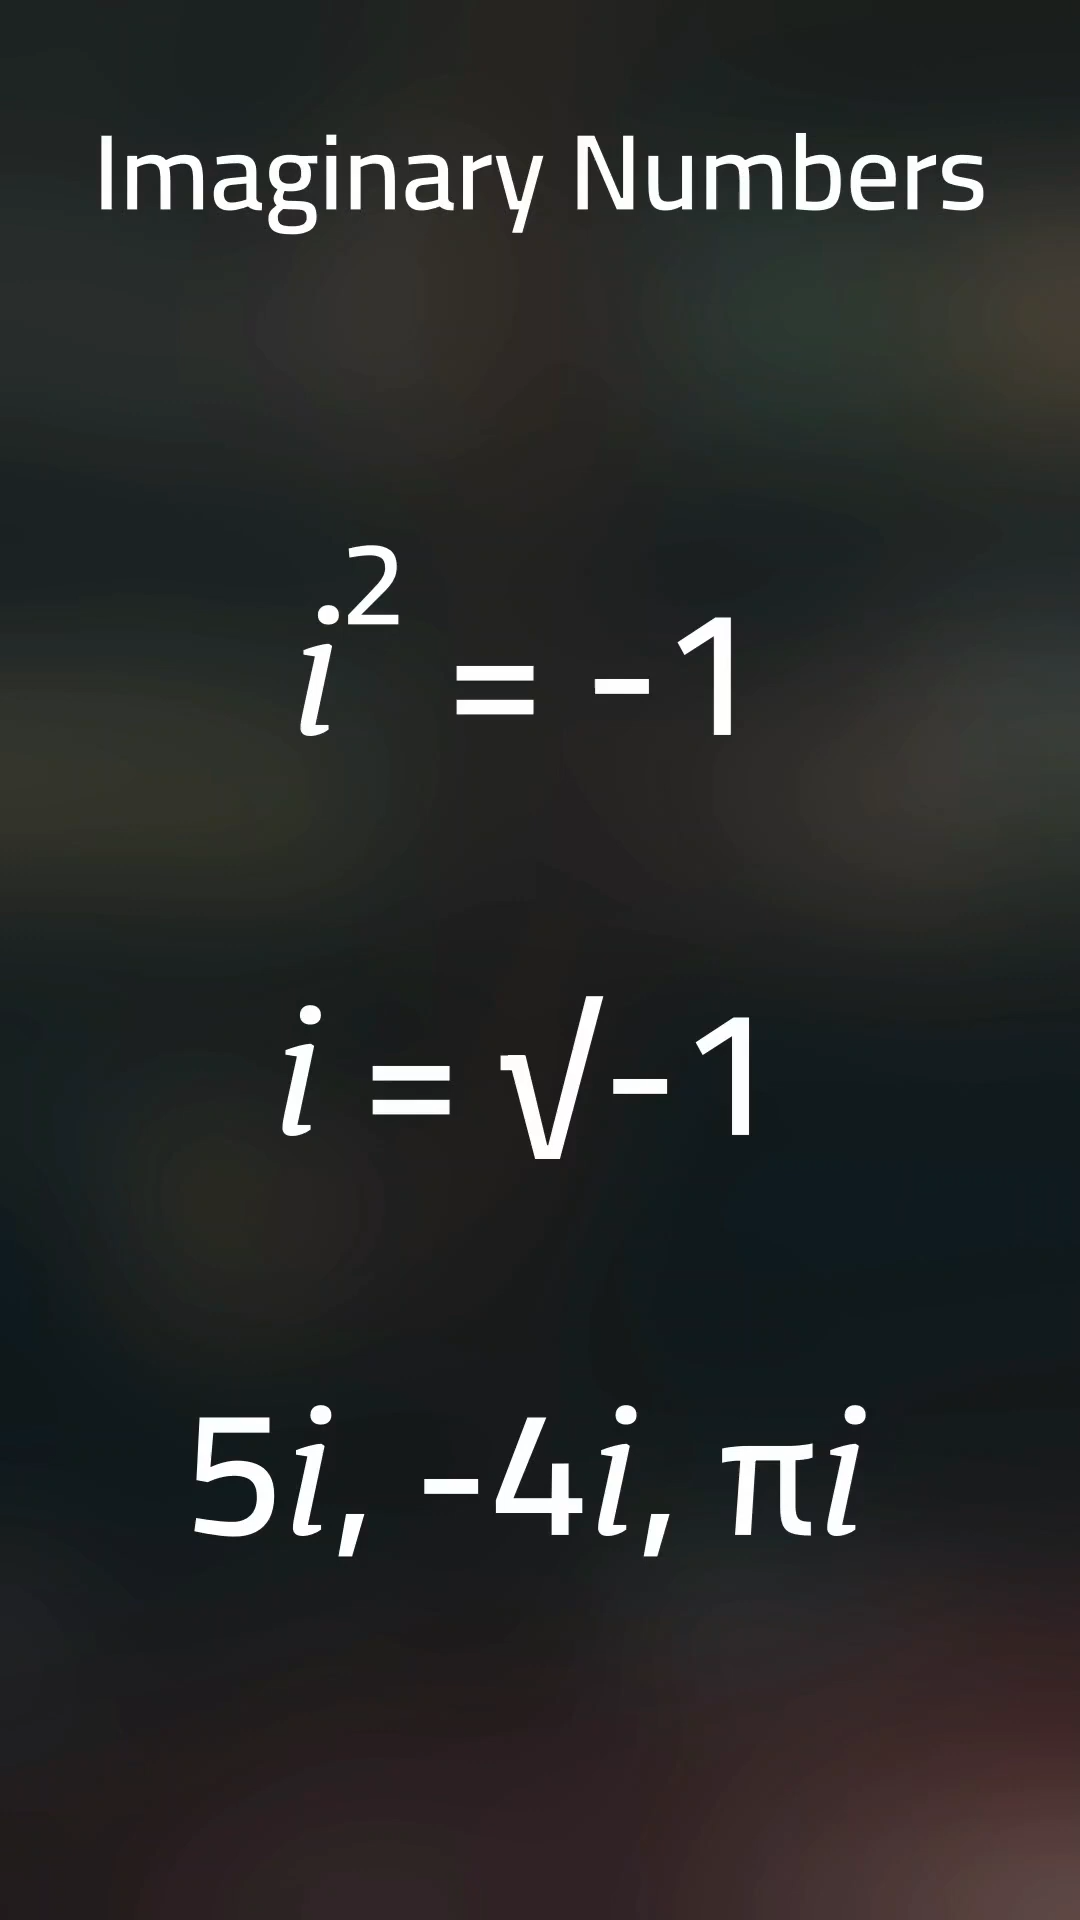 Imaginary Numbers
i² = -1
i = √-1
5i, -4i, πi